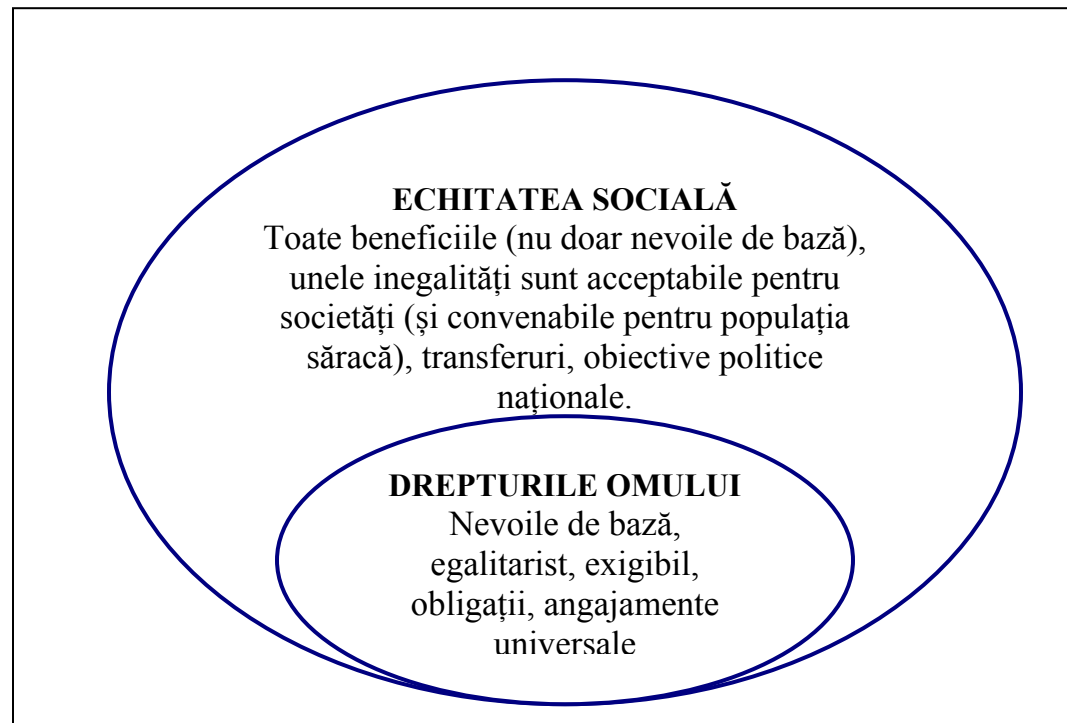 ECHITATEA SOCIALĂ
Toate beneficiile (nu doar nevoile de bază),
unele inegalități sunt acceptabile pentru
societăți (și convenabile pentru populația
săracă), transferuri, obiective politice
naționale.
DREPTURILE OMULUI
Nevoile de bază,
egalitarist, exigibil,
obligații, angajamente
universale